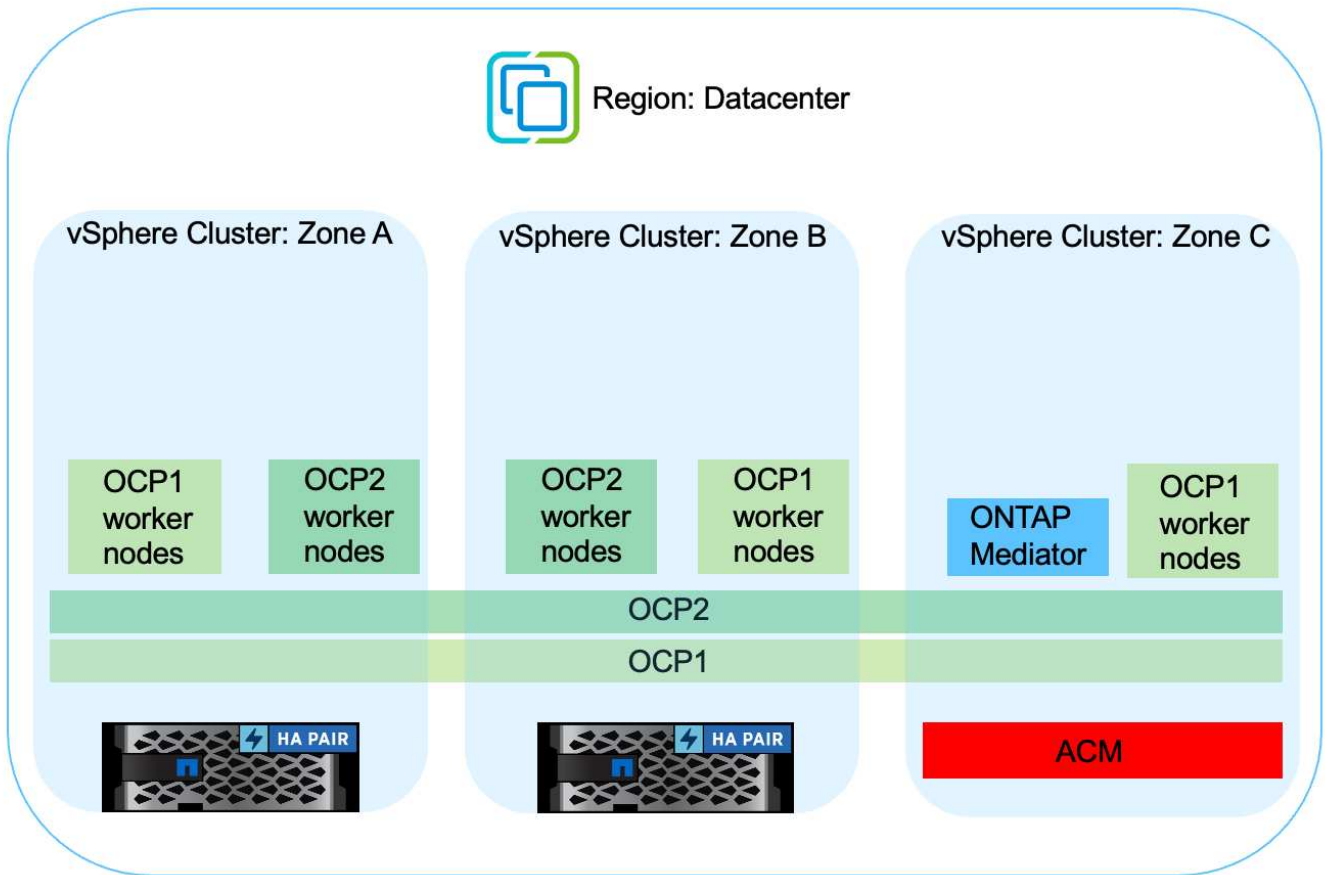 Region: Datacenter
vSphere Cluster: Zone A
vSphere Cluster: Zone B
vSphere Cluster: Zone C
OCP1
worker
nodes
OCP2
worker
nodes
OCP2
worker
nodes
OCP1
worker
nodes
ONTAP
Mediator
OCP1
worker
nodes
OCP2
OCP1
HA PAIR
HA PAIR
ACM